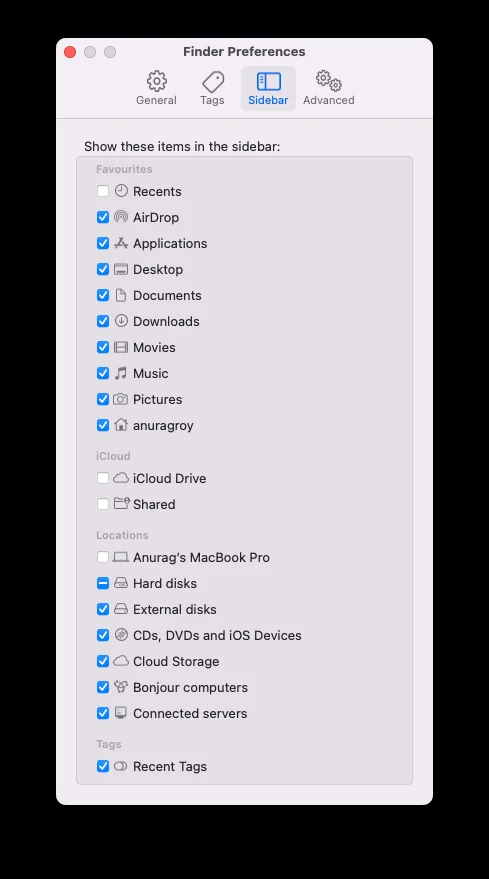 Finder Preferences
General
Tags
Sidebar
Advanced
Show these items in the sidebar:
Favourites
Recents
AirDrop
Applications
Desktop
Documents
Downloads
Movies
Music
Pictures
anuragroy
iCloud
iCloud Drive
Shared
Locations
Anurag's MacBook Pro
Hard disks
External disks
CDs, DVDs and iOS Devices
Cloud Storage
Bonjour computers
Connected servers
Tags
Recent Tags